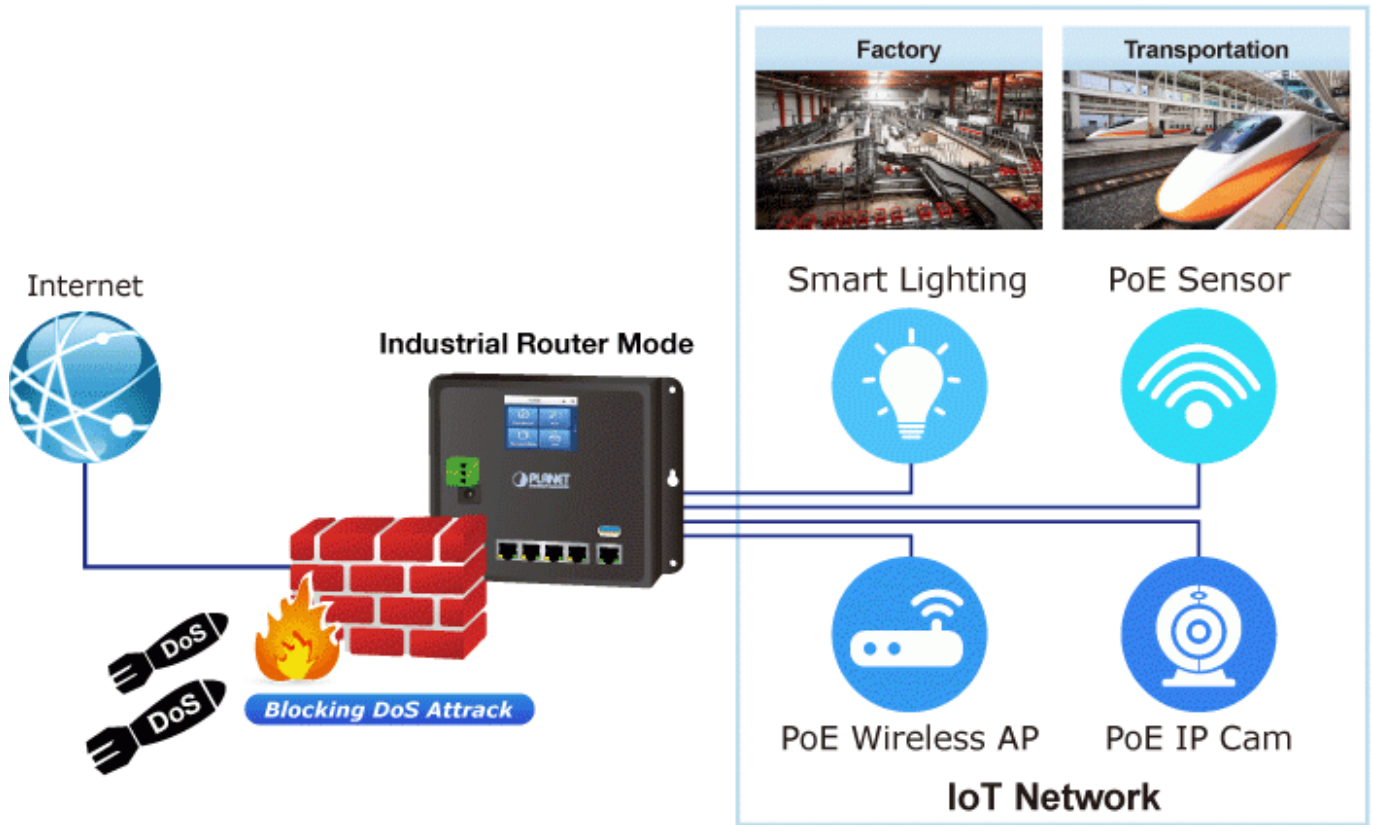 Factory
Transportation
Internet
Smart Lighting
PoE Sensor
Industrial Router Mode
PLANET
DoS
DoS
Blocking DoS Attrack
PoE Wireless AP
PoE IP Cam
IoT Network